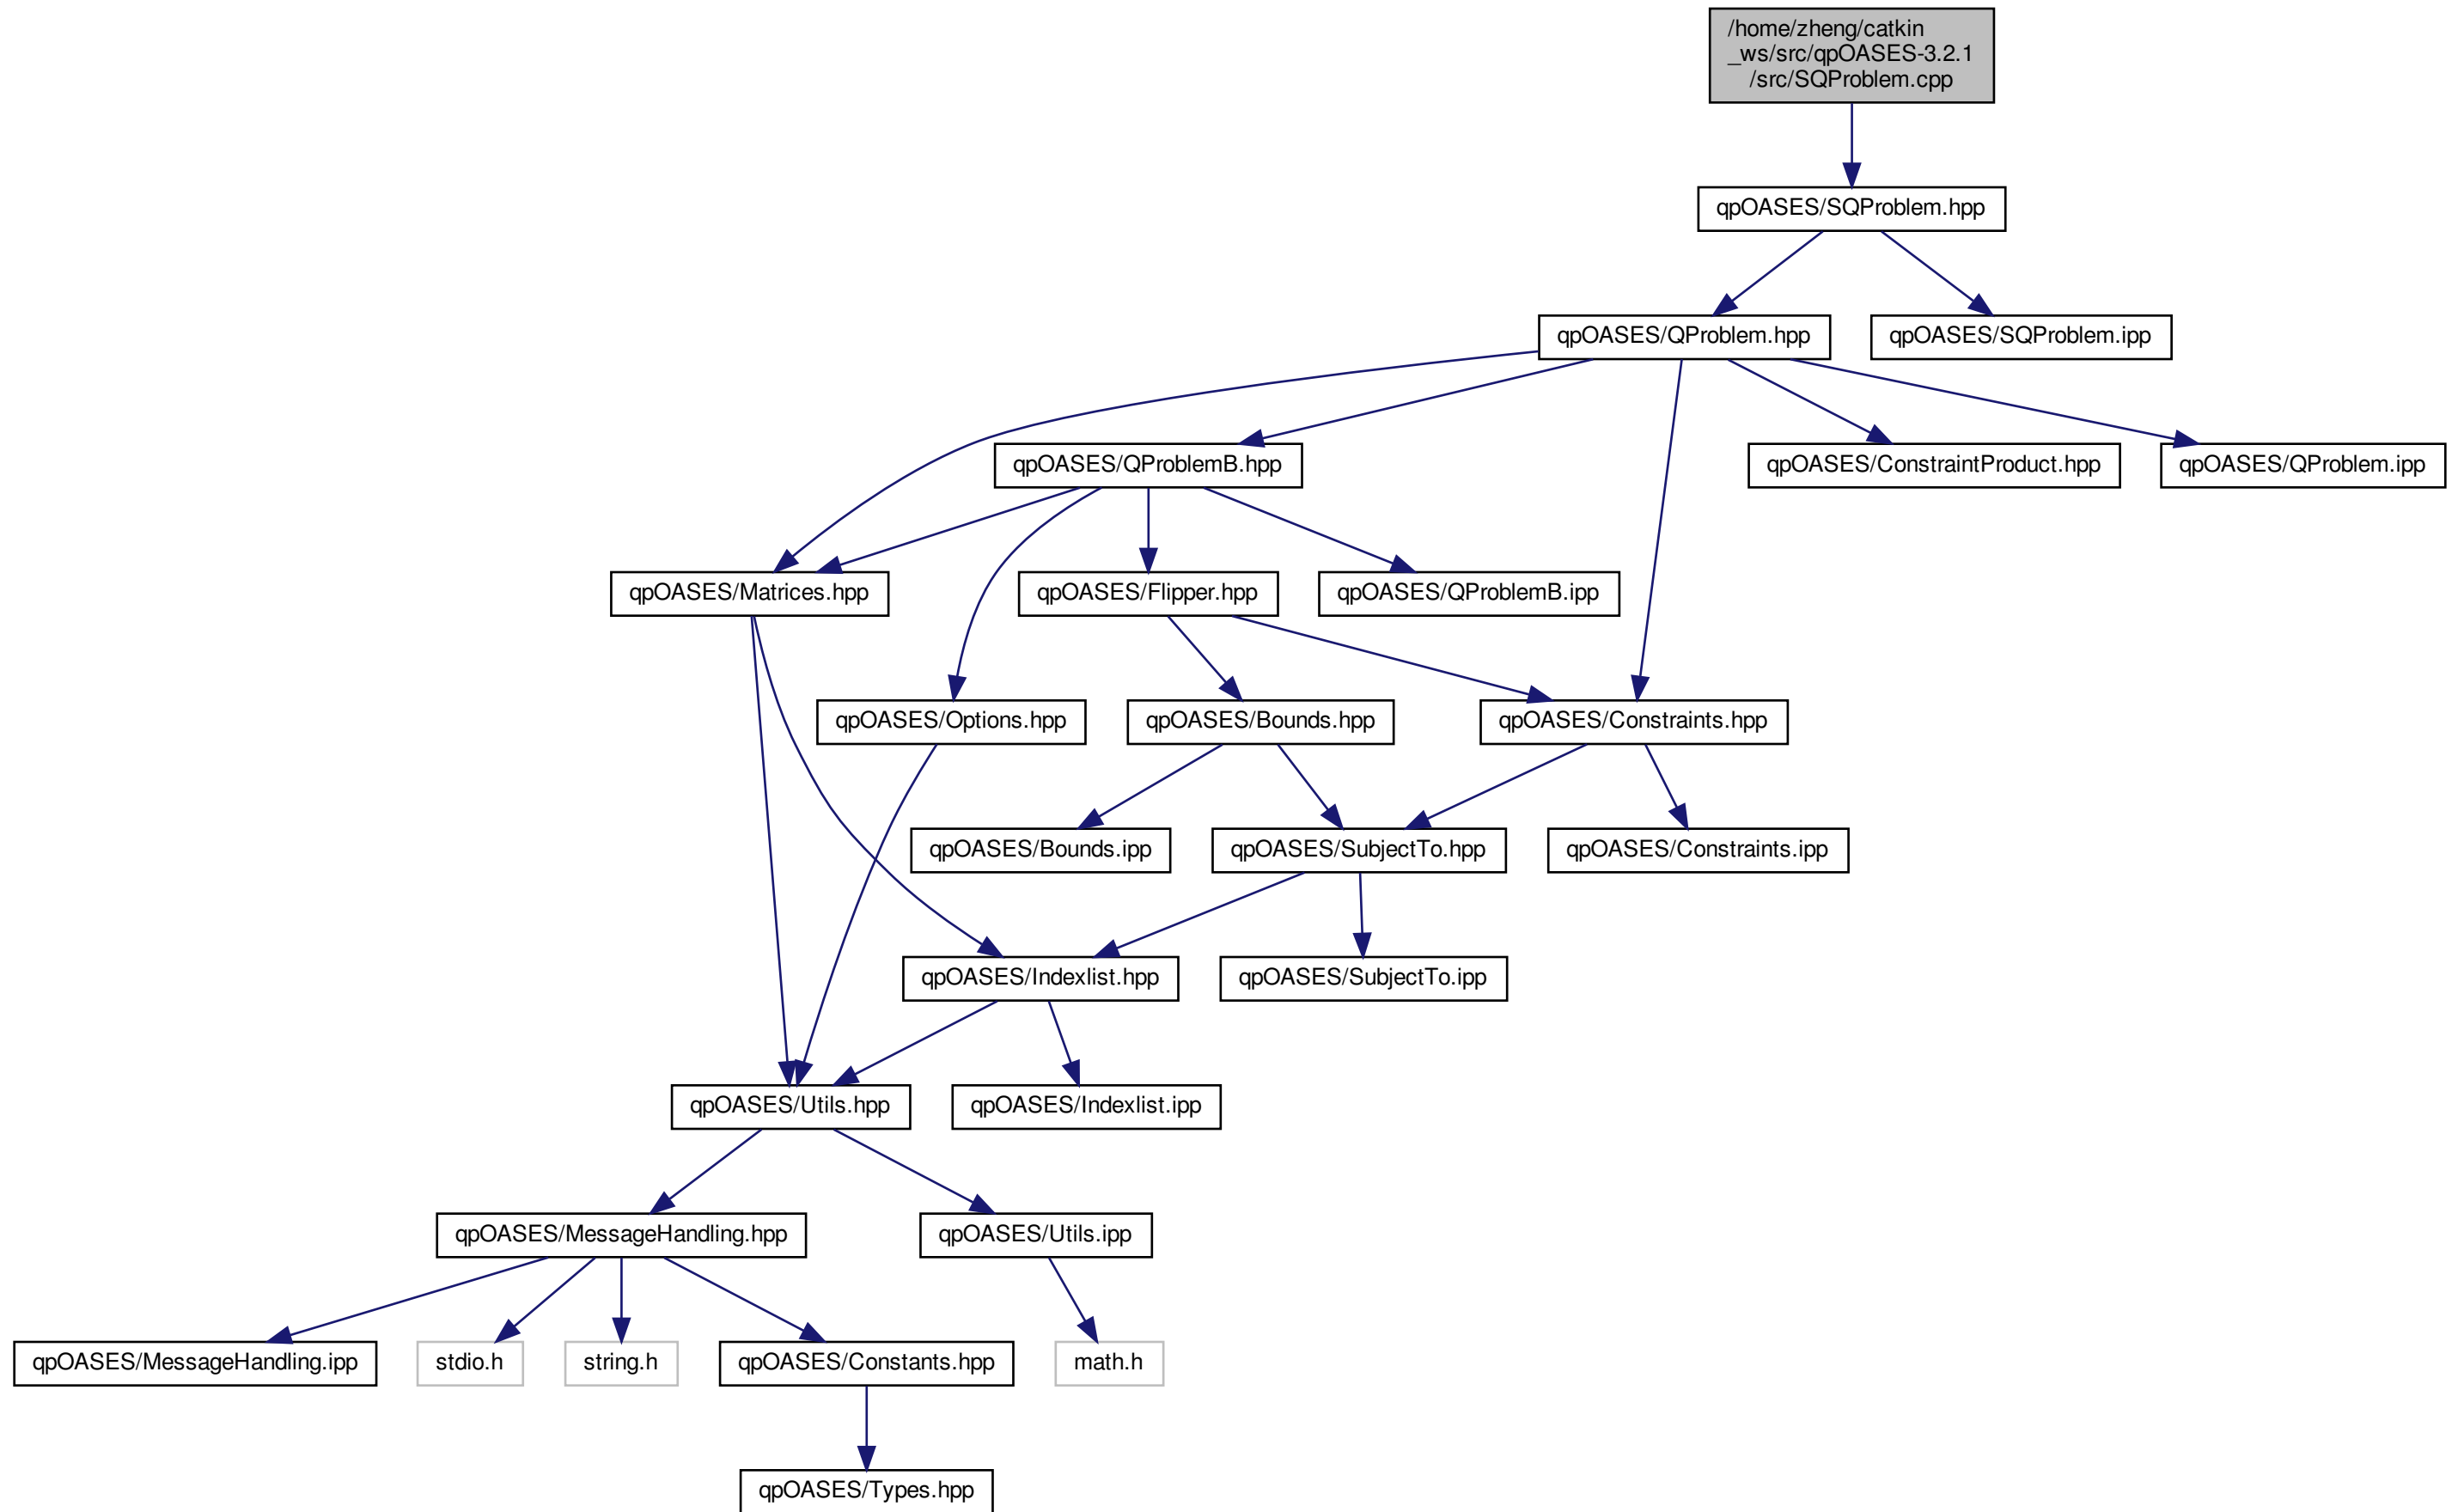 /home/zheng/catkin
_ws/src/qpOASES-3.2.1
/src/SQProblem.cpp
qpOASES/SQProblem.hpp
qpOASES/QProblem.hpp
qpOASES/SQProblem.ipp
qpOASES/QProblemB.hpp
qpOASES/ConstraintProduct.hpp
qpOASES/QProblem.ipp
qpOASES/Matrices.hpp
qpOASES/Flipper.hpp
qpOASES/QProblemB.ipp
qpOASES/Options.hpp
qpOASES/Bounds.hpp
qpOASES/Constraints.hpp
qpOASES/Bounds.ipp
qpOASES/SubjectTo.hpp
qpOASES/Constraints.ipp
qpOASES/Indexlist.hpp
qpOASES/SubjectTo.ipp
qpOASES/Utils.hpp
qpOASES/Indexlist.ipp
qpOASES/MessageHandling.hpp
qpOASES/Utils.ipp
qpOASES/MessageHandling.ipp
stdio.h
string.h
qpOASES/Constants.hpp
math.h
qpOASES/Types.hpp